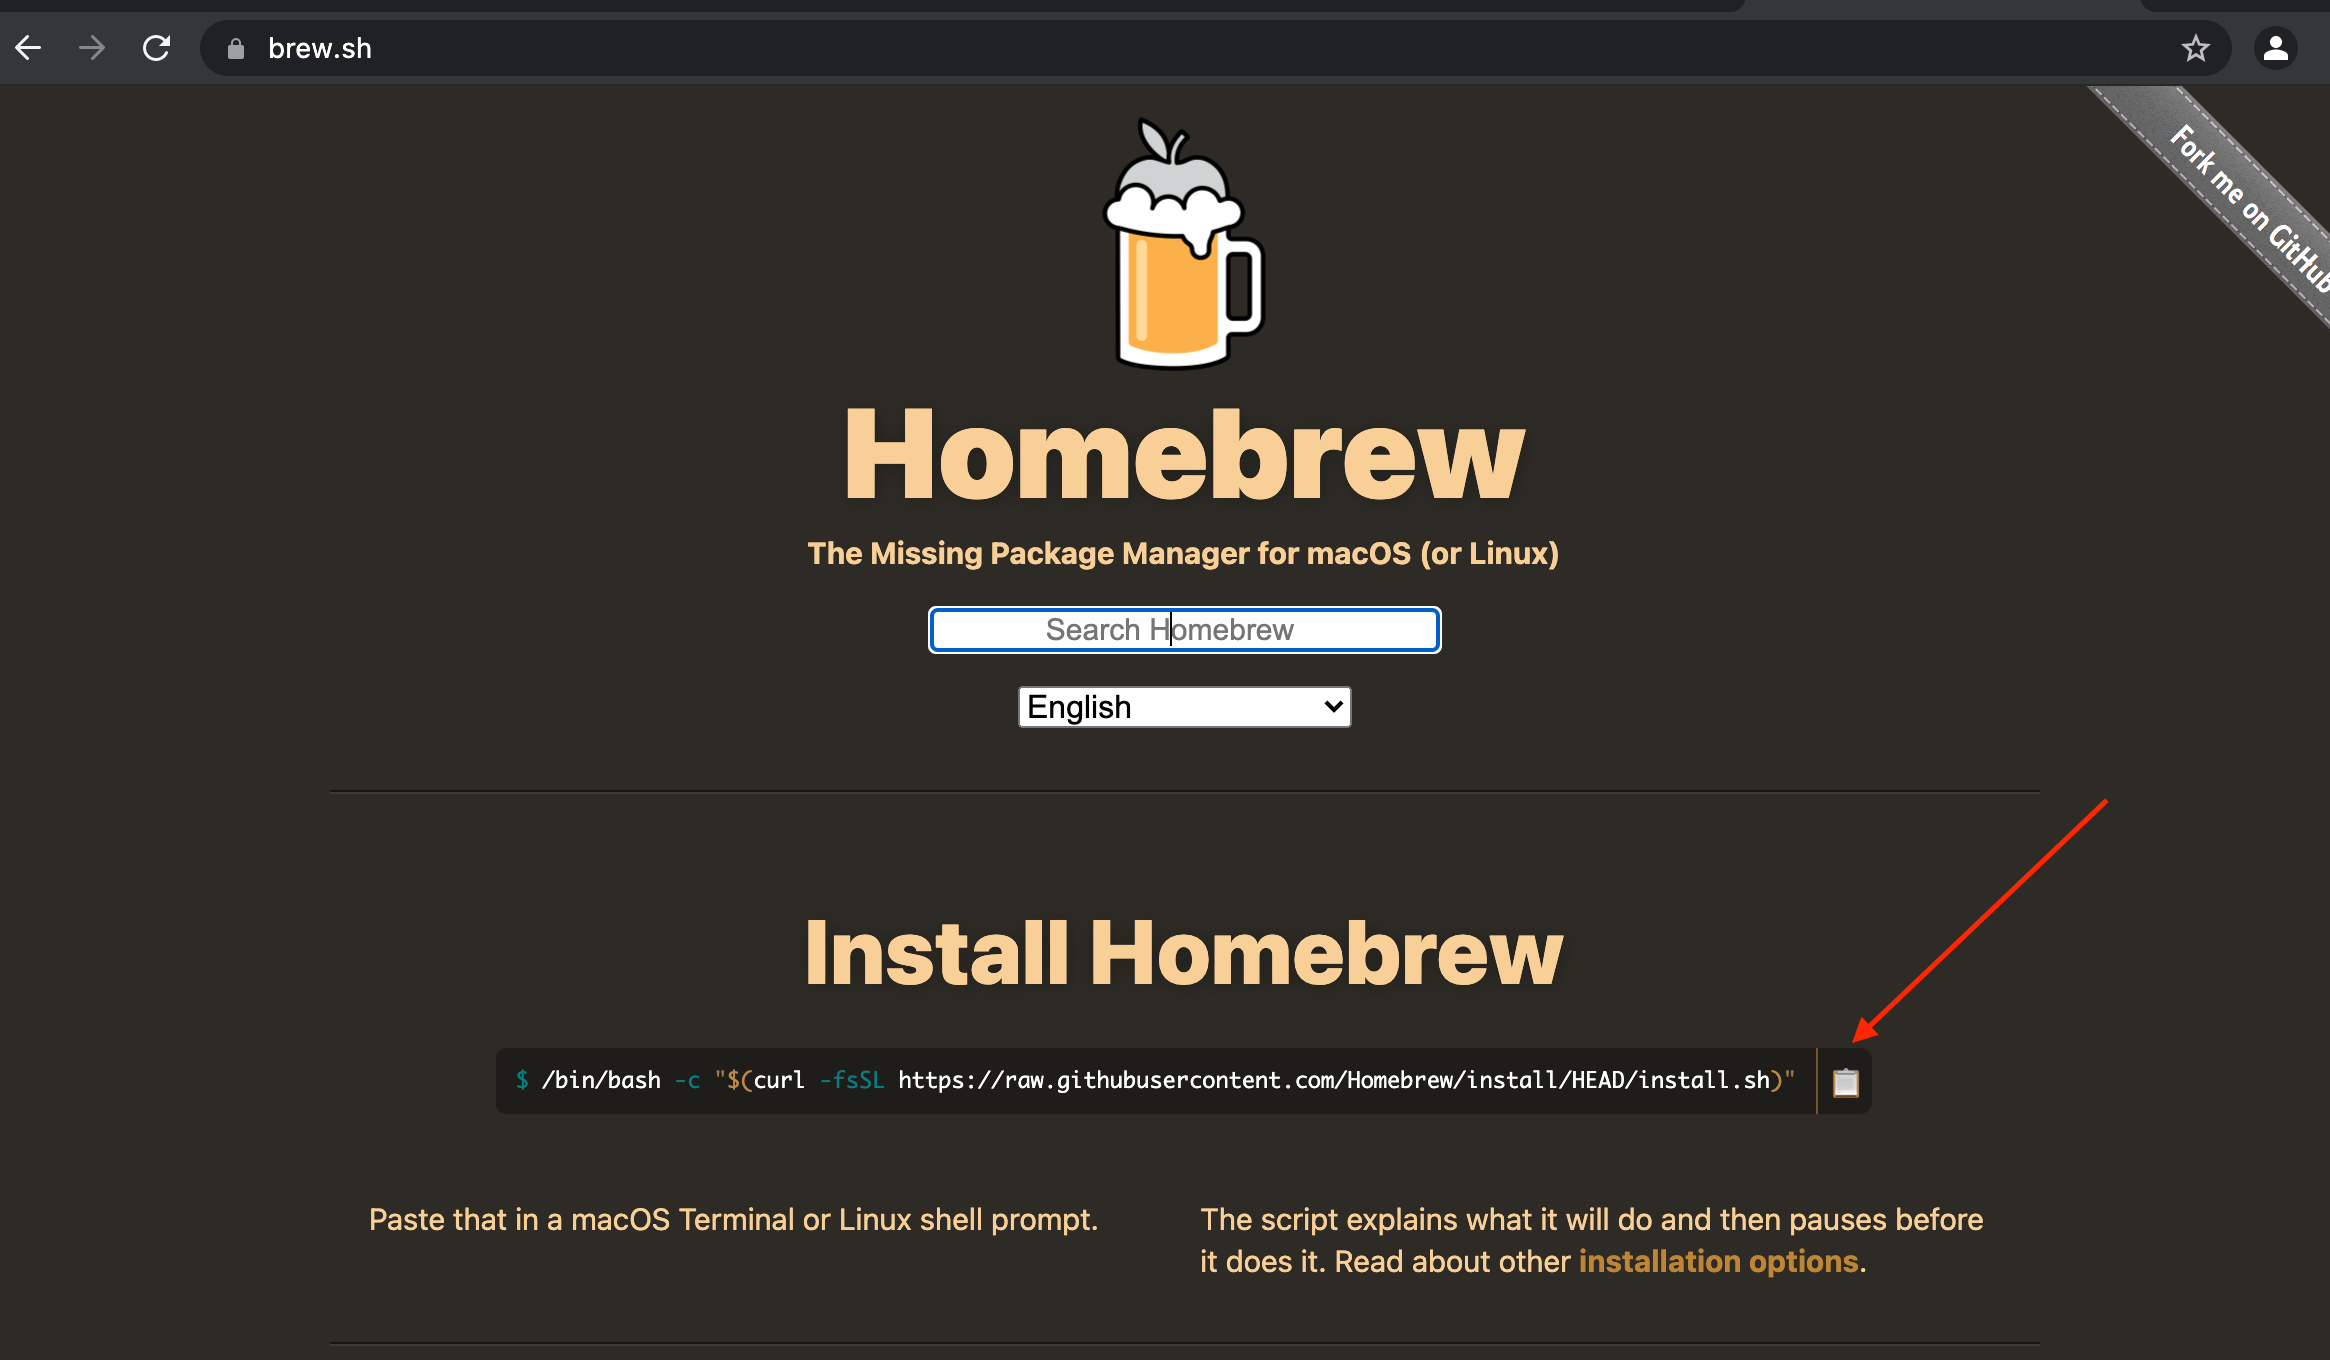 brew.sh
Fork me on GitHub
Homebrew
The Missing Package Manager for macOS (or Linux)
Search Homebrew
English
Install Homebrew
$ /bin/bash -c "$(curl -fsSL https://raw.githubusercontent.com/Homebrew/install/HEAD/install.sh)"
Paste that in a macOS Terminal or Linux shell prompt.
The script explains what it will do and then pauses before
it does it. Read about other installation options.